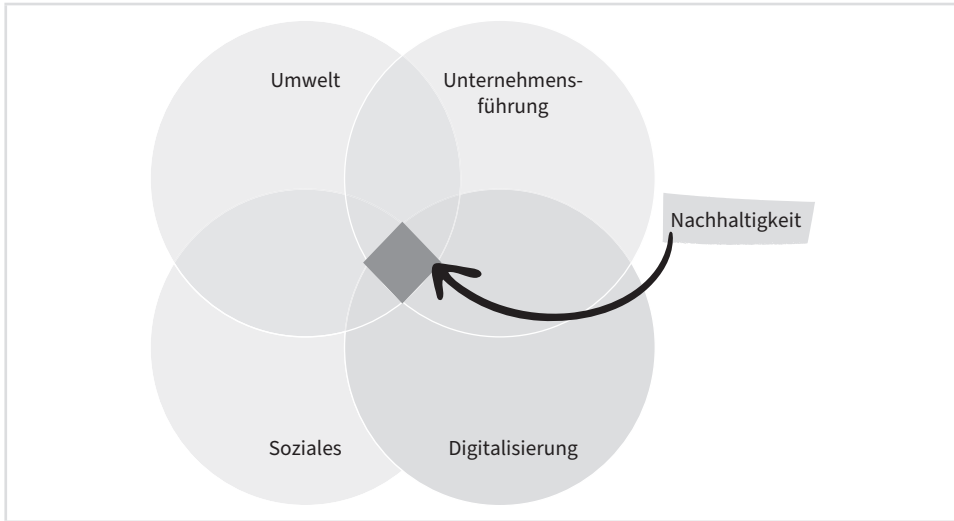 Umwelt
Unternehmens-
führung
Nachhaltigkeit
Soziales
Digitalisierung